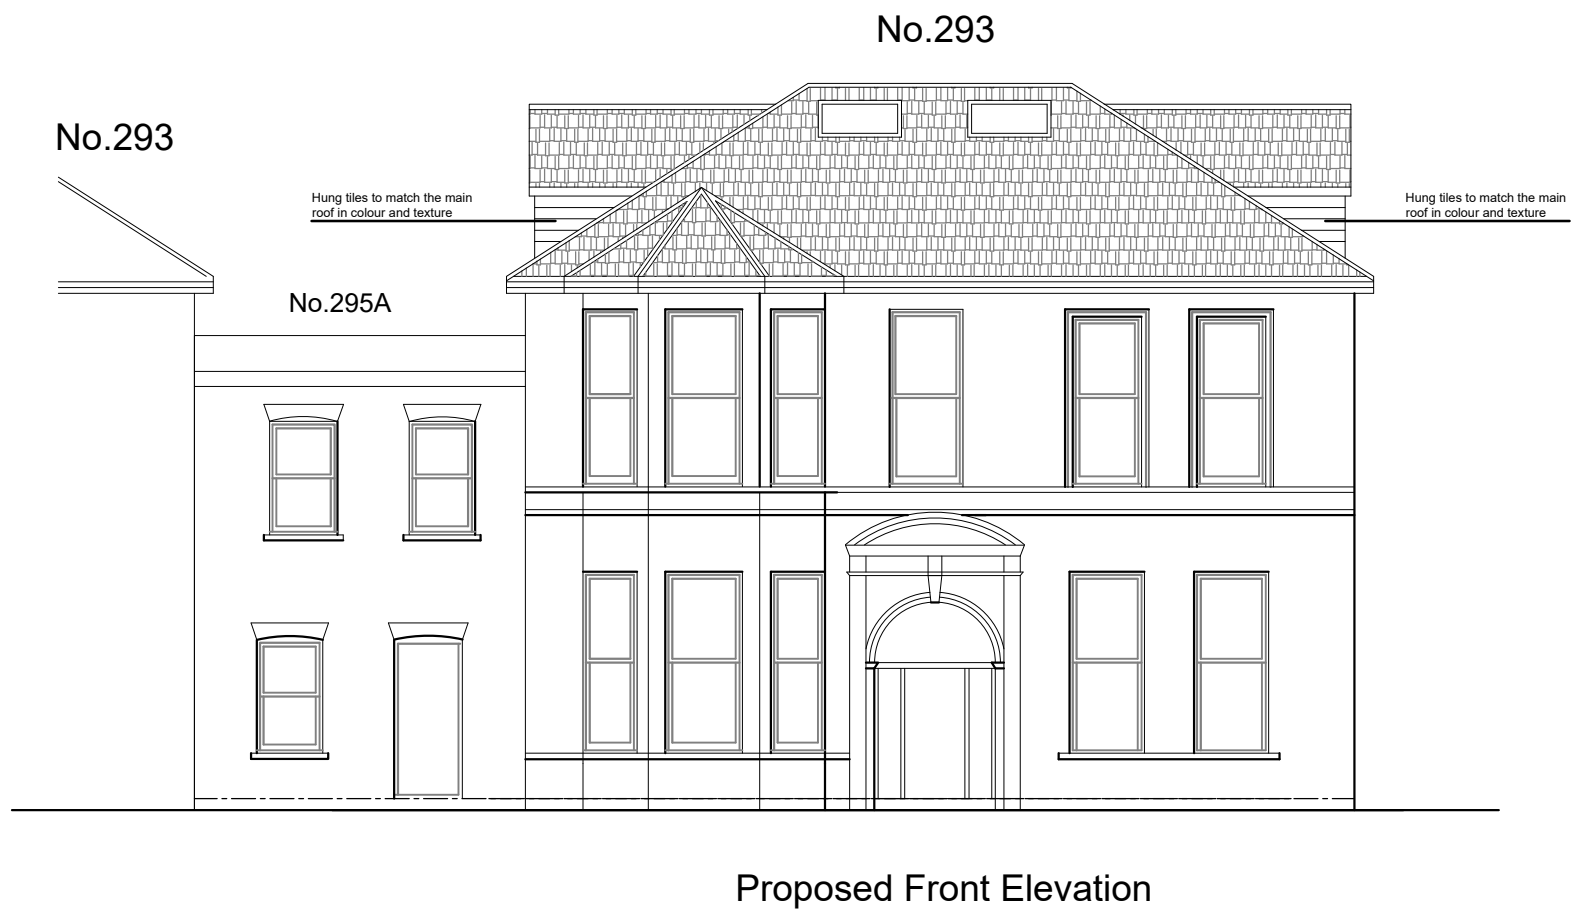 No.293
No.293
Hung tiles to match the main
roof in colour and texture
Hung tiles to match the main
roof in colour and texture
No.295A
Proposed Front Elevation